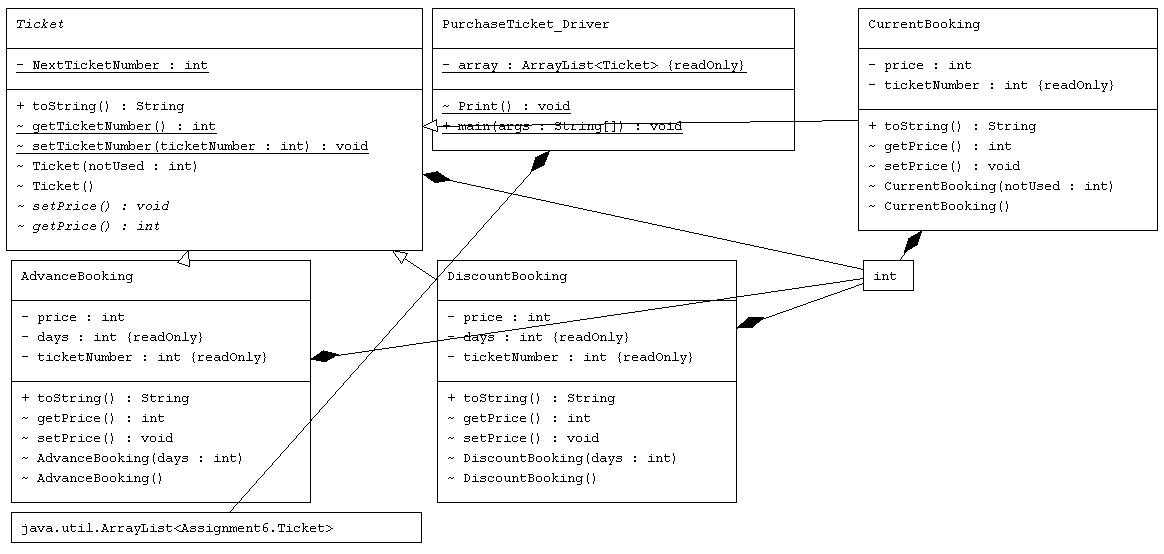 Ticket
- NextTicketNumber : int
+ toString() : String
~ getTicketNumber() : int
~ setTicketNumber(ticketNumber : int) : void
~ Ticket(notUsed : int)
~ Ticket()
~ setPrice() : void
~ getPrice() : int
PurchaseTicket_Driver
- array : ArrayList<Ticket> {readOnly}
~ Print() : void
+ main(args : String[]) : void
CurrentBooking
- price : int
- ticketNumber : int {readOnly}
+ toString() : String
~ getPrice() : int
~ setPrice() : void
~ CurrentBooking(notUsed : int)
~ CurrentBooking()
AdvanceBooking
- price : int
- days : int {readOnly}
- ticketNumber : int {readOnly}
+ toString() : String
~ getPrice() : int
~ setPrice() : void
~ AdvanceBooking(days : int)
~ AdvanceBooking()
DiscountBooking
- price : int
- days : int {readOnly}
- ticketNumber : int {readOnly}
+ toString() : String
~ getPrice() : int
~ setPrice() : void
~ DiscountBooking(days : int)
~ DiscountBooking()
int
java.util.ArrayList<Assignment6.Ticket>